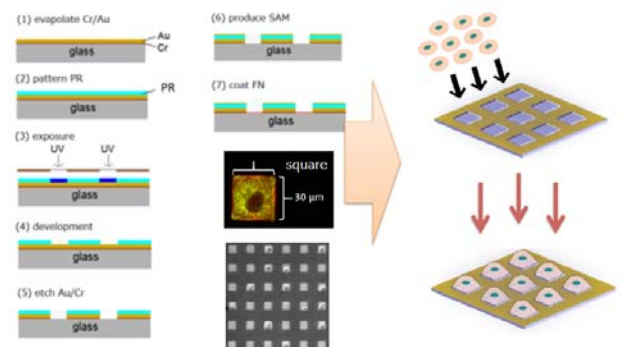 (1) evapolate Cr/Au
Au
Cr
glass
(2) pattern PR
PR
glass
(3) exposure
UV UV
glass
(4) development
glass
(5) etch Au/Cr
glass
(6) produce SAM
glass
(7) coat FN
glass
square
30 μm